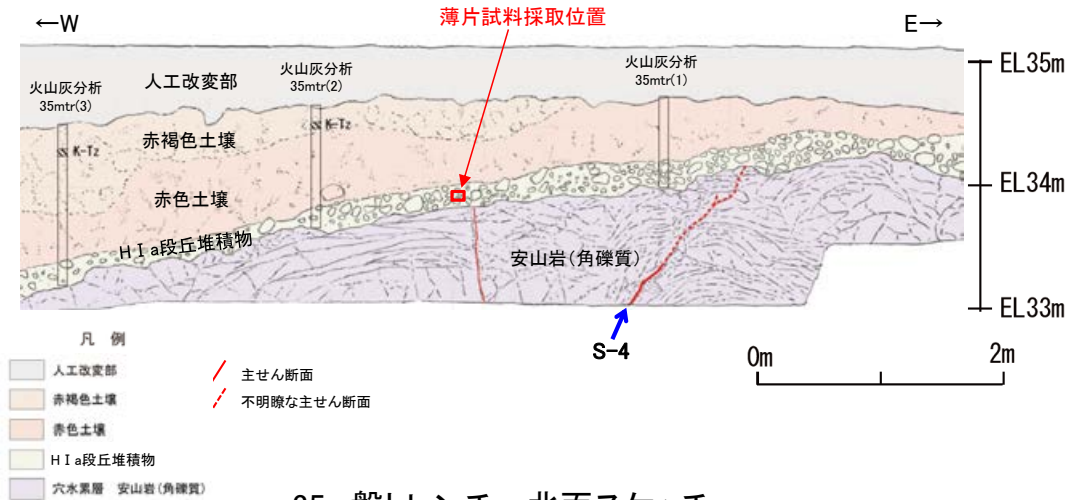 薄片試料採取位置
←W
E→
火山灰分析
35mtr(3)
人工改変部
火山灰分析
35mtr(2)
火山灰分析
35mtr(1)
EL35m
K-Tz
K-Tz
赤褐色土壌
赤色土壌
EL34m
HⅠa段丘堆積物
安山岩(角礫質)
EL33m
S-4
0m
2m
凡 例
人工改変部
赤褐色土壌
赤色土壌
HⅠa段丘堆積物
穴水累層 安山岩(角礫質)
主せん断面
不明瞭な主せん断面